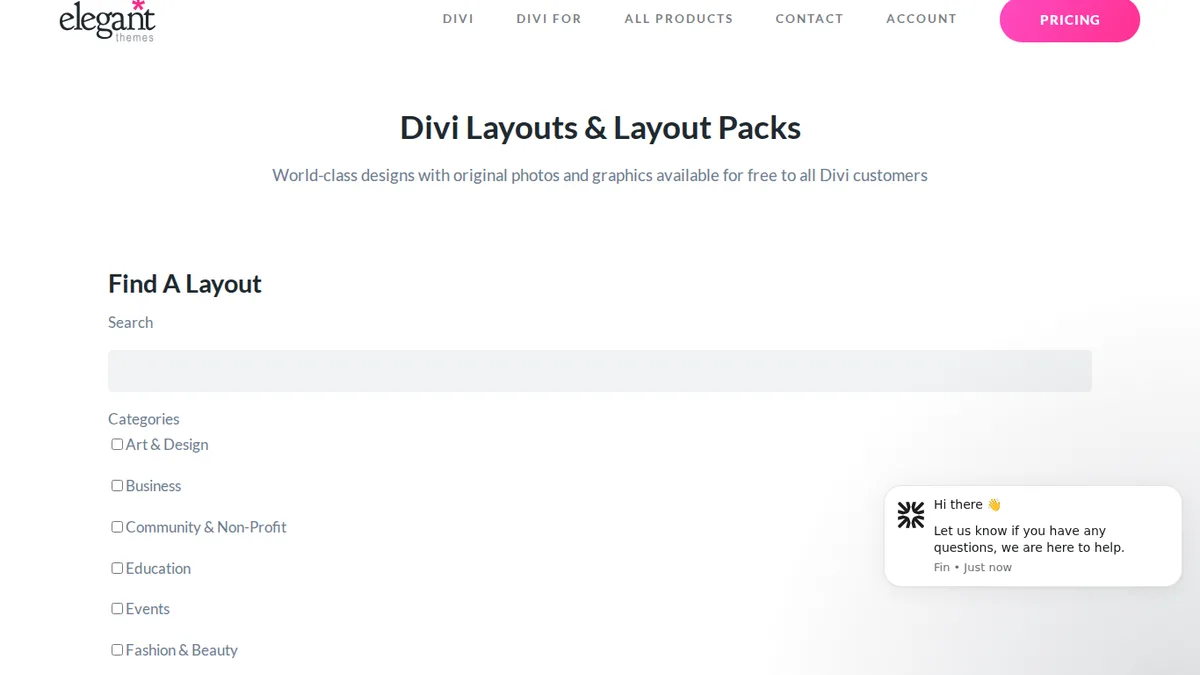 elegant
themes
DIVI
DIVI FOR
ALL PRODUCTS
CONTACT
ACCOUNT
PRICING
Divi Layouts & Layout Packs
World-class designs with original photos and graphics available for free to all Divi customers
Find A Layout
Search
Categories
Art & Design
Business
Community & Non-Profit
Education
Events
Fashion & Beauty
Hi there 👋
Let us know if you have any
questions, we are here to help.
Fin • Just now